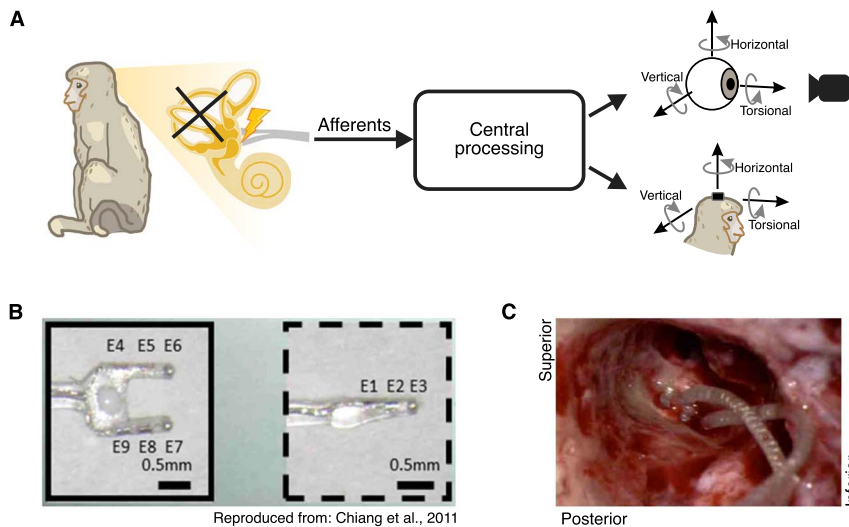 A
Afferents
Central
processing
Horizontal
Vertical
Torsional
Horizontal
Vertical
Torsional
B
E4 E5 E6
E9 E8 E7
0.5mm
E1 E2 E3
0.5mm
Reproduced from: Chiang et al., 2011
C
Superior
Posterior